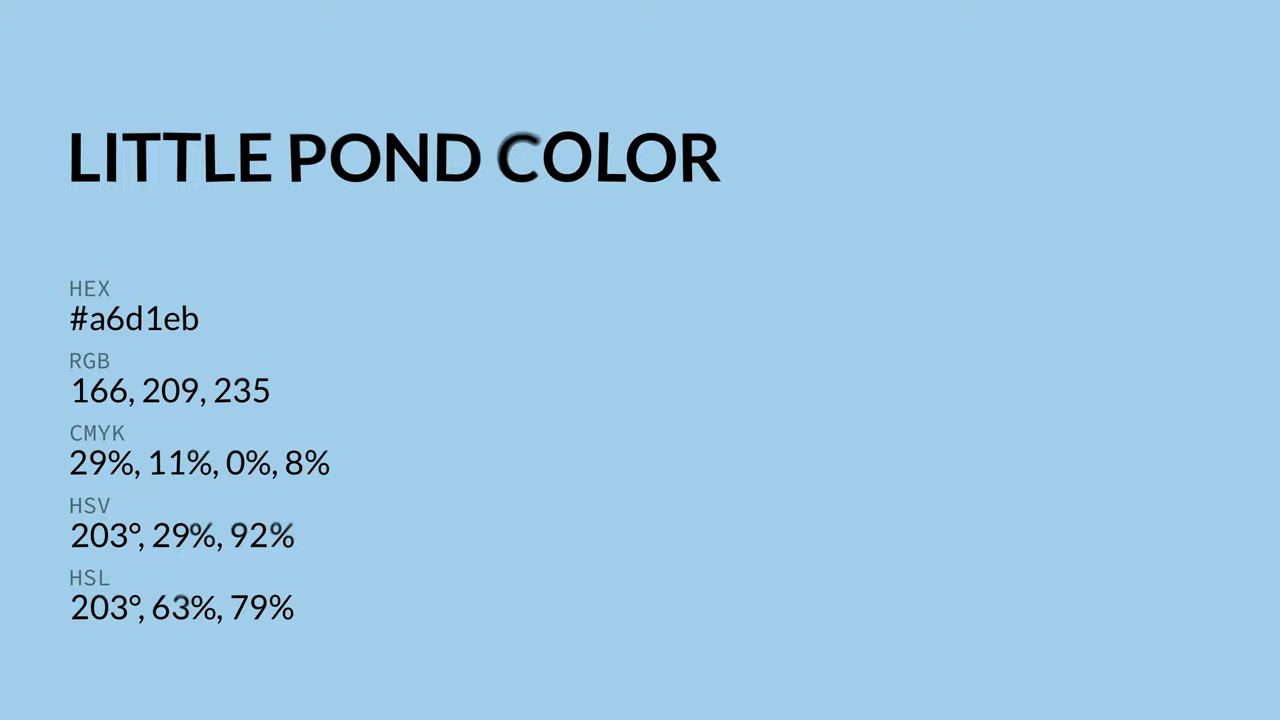 LITTLE POND COLOR
HEX
#a6d1eb
RGB
166, 209, 235
CMYK
29%, 11%, 0%, 8%
HSV
203°, 29%, 92%
HSL
203°, 63%, 79%